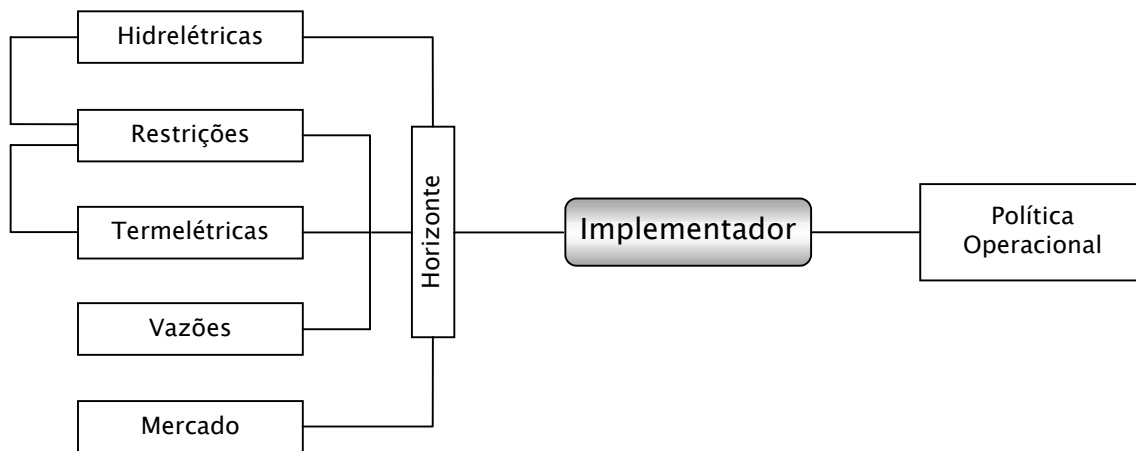 Hidrelétricas
Restrições
Termelétricas
Vazões
Mercado
Horizonte
Implementador
Política
Operacional